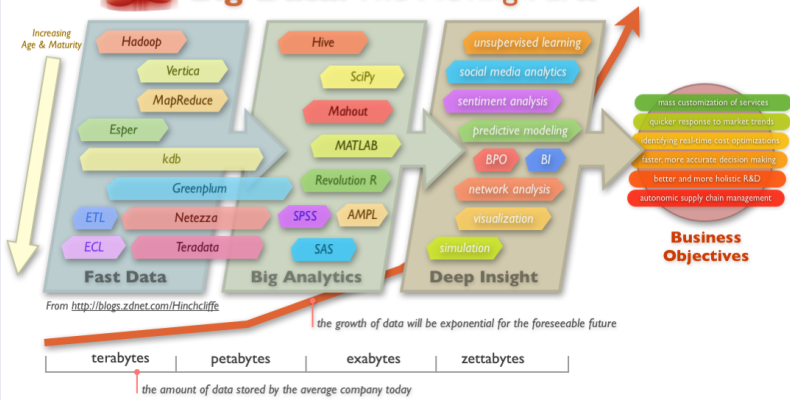 Big Data: The Moving Parts
Increasing
Age & Maturity
Hadoop
Vertica
MapReduce
Esper
kdb
Greenplum
ETL
Netezza
ECL
Teradata
Fast Data
Hive
SciPy
Mahout
MATLAB
Revolution R
SPSS
AMPL
SAS
Big Analytics
unsupervised learning
social media analytics
sentiment analysis
predictive modeling
BPO
BI
network analysis
visualization
simulation
Deep Insight
mass customization of services
quicker response to market trends
identifying real-time cost optimizations
faster, more accurate decision making
better and more holistic R&D
autonomic supply chain management
Business
Objectives
From http://blogs.zdnet.com/Hinchcliffe
the growth of data will be exponential for the foreseeable future
terabytes
petabytes
exabytes
zettabytes
the amount of data stored by the average company today